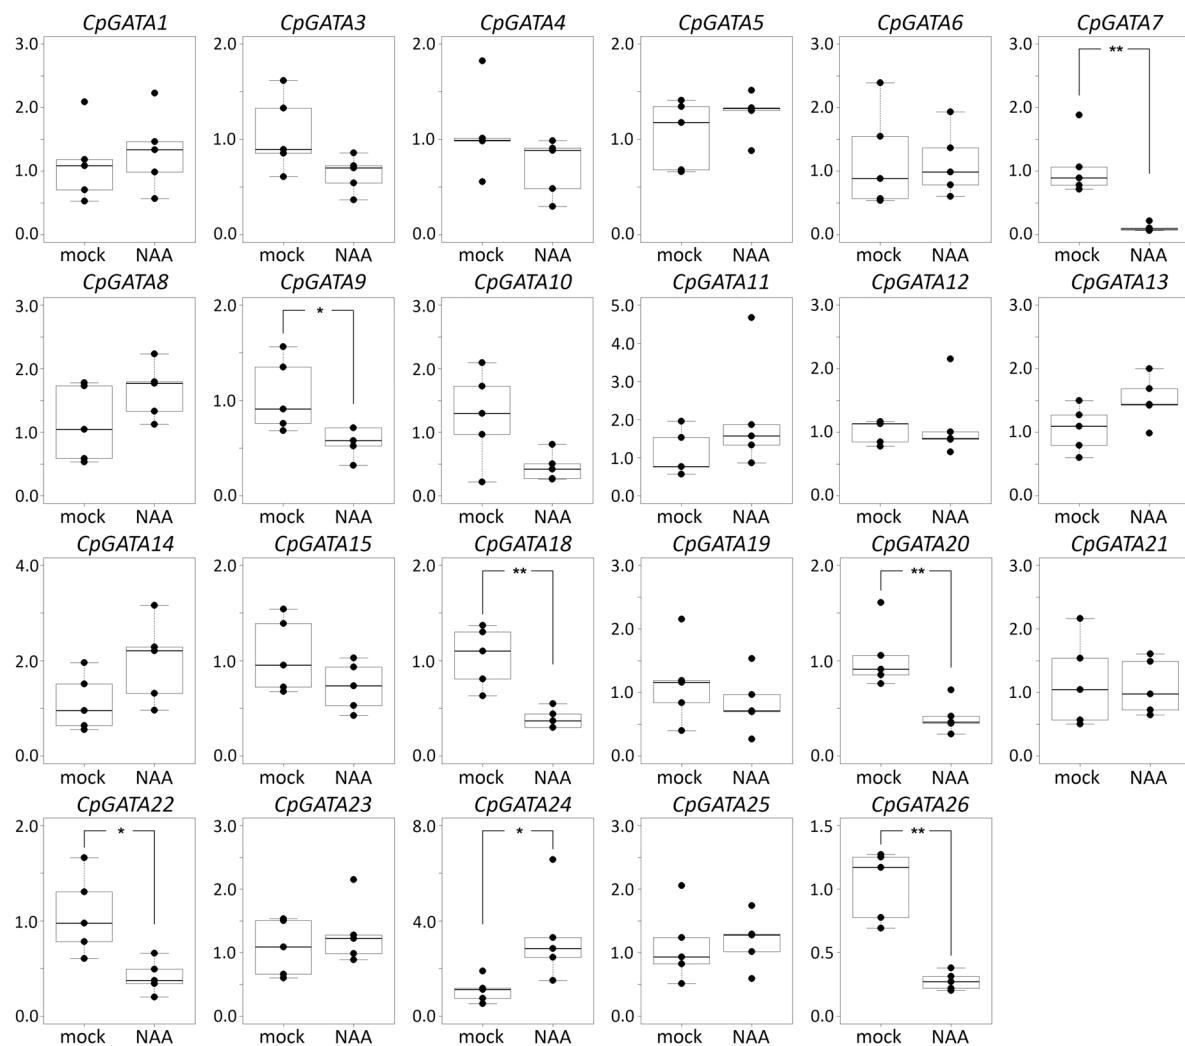 CpGATA1 CpGATA3 CpGATA4 CpGATA5 CpGATA6 CpGATA7
3.0 2.0 2.0 2.0 3.0 3.0
**
2.0 2.0 2.0
1.0 1.0 1.0
1.0 1.0 1.0
0.0 0.0 0.0 0.0 0.0 0.0
mock NAA mock NAA mock NAA mock NAA mock NAA mock NAA
CpGATA8 CpGATA9 CpGATA10 CpGATA11 CpGATA12 CpGATA13
3.0 2.0 3.0 5.0 3.0 3.0
*
4.0
2.0 2.0 2.0 2.0
3.0
1.0
2.0
1.0 1.0 1.0 1.0
1.0
0.0 0.0 0.0 0.0 0.0 0.0
mock NAA mock NAA mock NAA mock NAA mock NAA mock NAA
CpGATA14 CpGATA15 CpGATA18 CpGATA19 CpGATA20 CpGATA21
4.0 2.0 2.0 3.0 2.0 3.0
** **
2.0 2.0
2.0 1.0 1.0 1.0
1.0 1.0
0.0 0.0 0.0 0.0 0.0 0.0
mock NAA mock NAA mock NAA mock NAA mock NAA mock NAA
CpGATA22 CpGATA23 CpGATA24 CpGATA25 CpGATA26
2.0 3.0 8.0 3.0 1.5
* * **
2.0 2.0 1.0
1.0 4.0
1.0 1.0 0.5
0.0 0.0 0.0 0.0 0.0
mock NAA mock NAA mock NAA mock NAA mock NAA